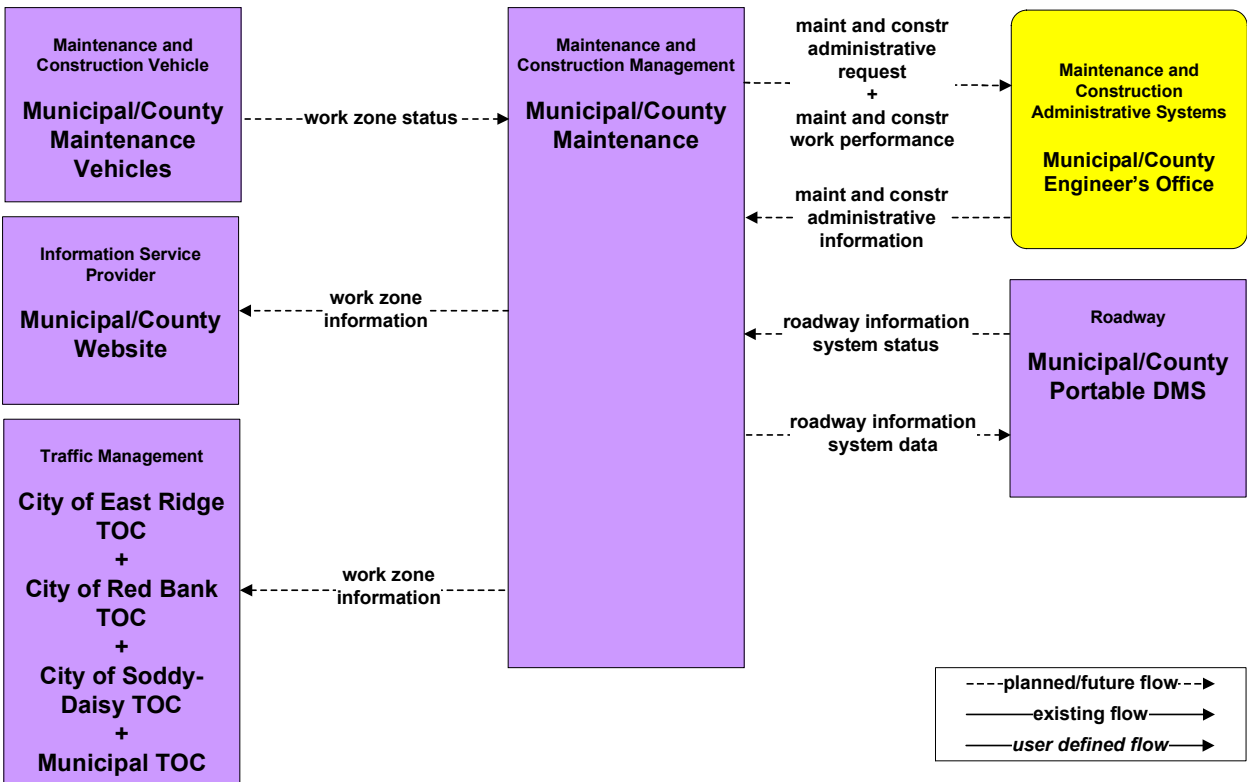 Maintenance and
Construction Vehicle
Municipal/County
Maintenance
Vehicles
work zone status
Maintenance and
Construction Management
Municipal/County
Maintenance
maint and constr
administrative
request
+
maint and constr
work performance
maint and constr
administrative
information
Maintenance and
Construction
Administrative Systems
Municipal/County
Engineer's Office
Information Service
Provider
Municipal/County
Website
work zone
information
roadway information
system status
roadway information
system data
Roadway
Municipal/County
Portable DMS
Traffic Management
City of East Ridge
TOC
+
City of Red Bank
TOC
+
City of Soddy-
Daisy TOC
+
Municipal TOC
work zone
information
planned/future flow
existing flow
user defined flow